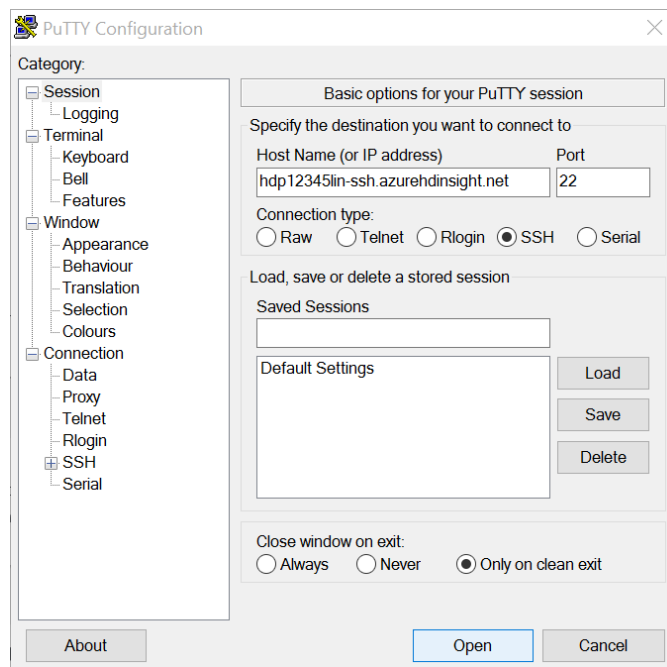 PuTTY Configuration
Category:
Session
Logging
Terminal
Keyboard
Bell
Features
Window
Appearance
Behaviour
Translation
Selection
Colours
Connection
Data
Proxy
Telnet
Rlogin
SSH
Serial
Basic options for your PuTTY session
Specify the destination you want to connect to
Host Name (or IP address) Port
hdp12345lin-ssh.azurehdinsight.net 22
Connection type:
Raw Telnet Rlogin SSH Serial
Load, save or delete a stored session
Saved Sessions
Default Settings
Load
Save
Delete
Close window on exit:
Always Never Only on clean exit
About Open Cancel